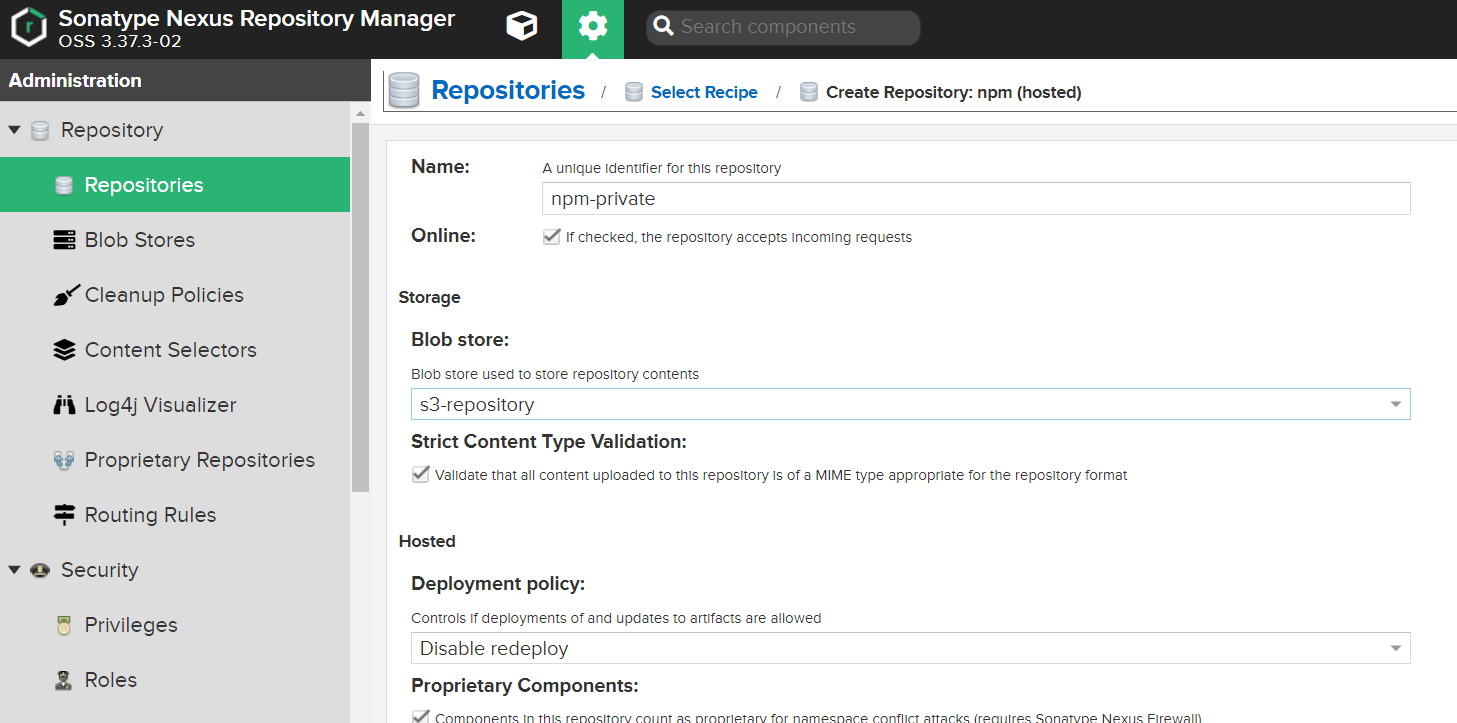 Sonatype Nexus Repository Manager
OSS 3.37.3-02
Search components
Administration
Repositories / Select Recipe / Create Repository: npm (hosted)
Repository
Repositories
Blob Stores
Cleanup Policies
Content Selectors
Log4j Visualizer
Proprietary Repositories
Routing Rules
Security
Privileges
Roles
Name:
A unique identifier for this repository
npm-private
Online:
If checked, the repository accepts incoming requests
Storage
Blob store:
Blob store used to store repository contents
s3-repository
Strict Content Type Validation:
Validate that all content uploaded to this repository is of a MIME type appropriate for the repository format
Hosted
Deployment policy:
Controls if deployments of and updates to artifacts are allowed
Disable redeploy
Proprietary Components:
Components in this repository count as proprietary for namespace conflict attacks (requires Sonatype Nexus Firewall)